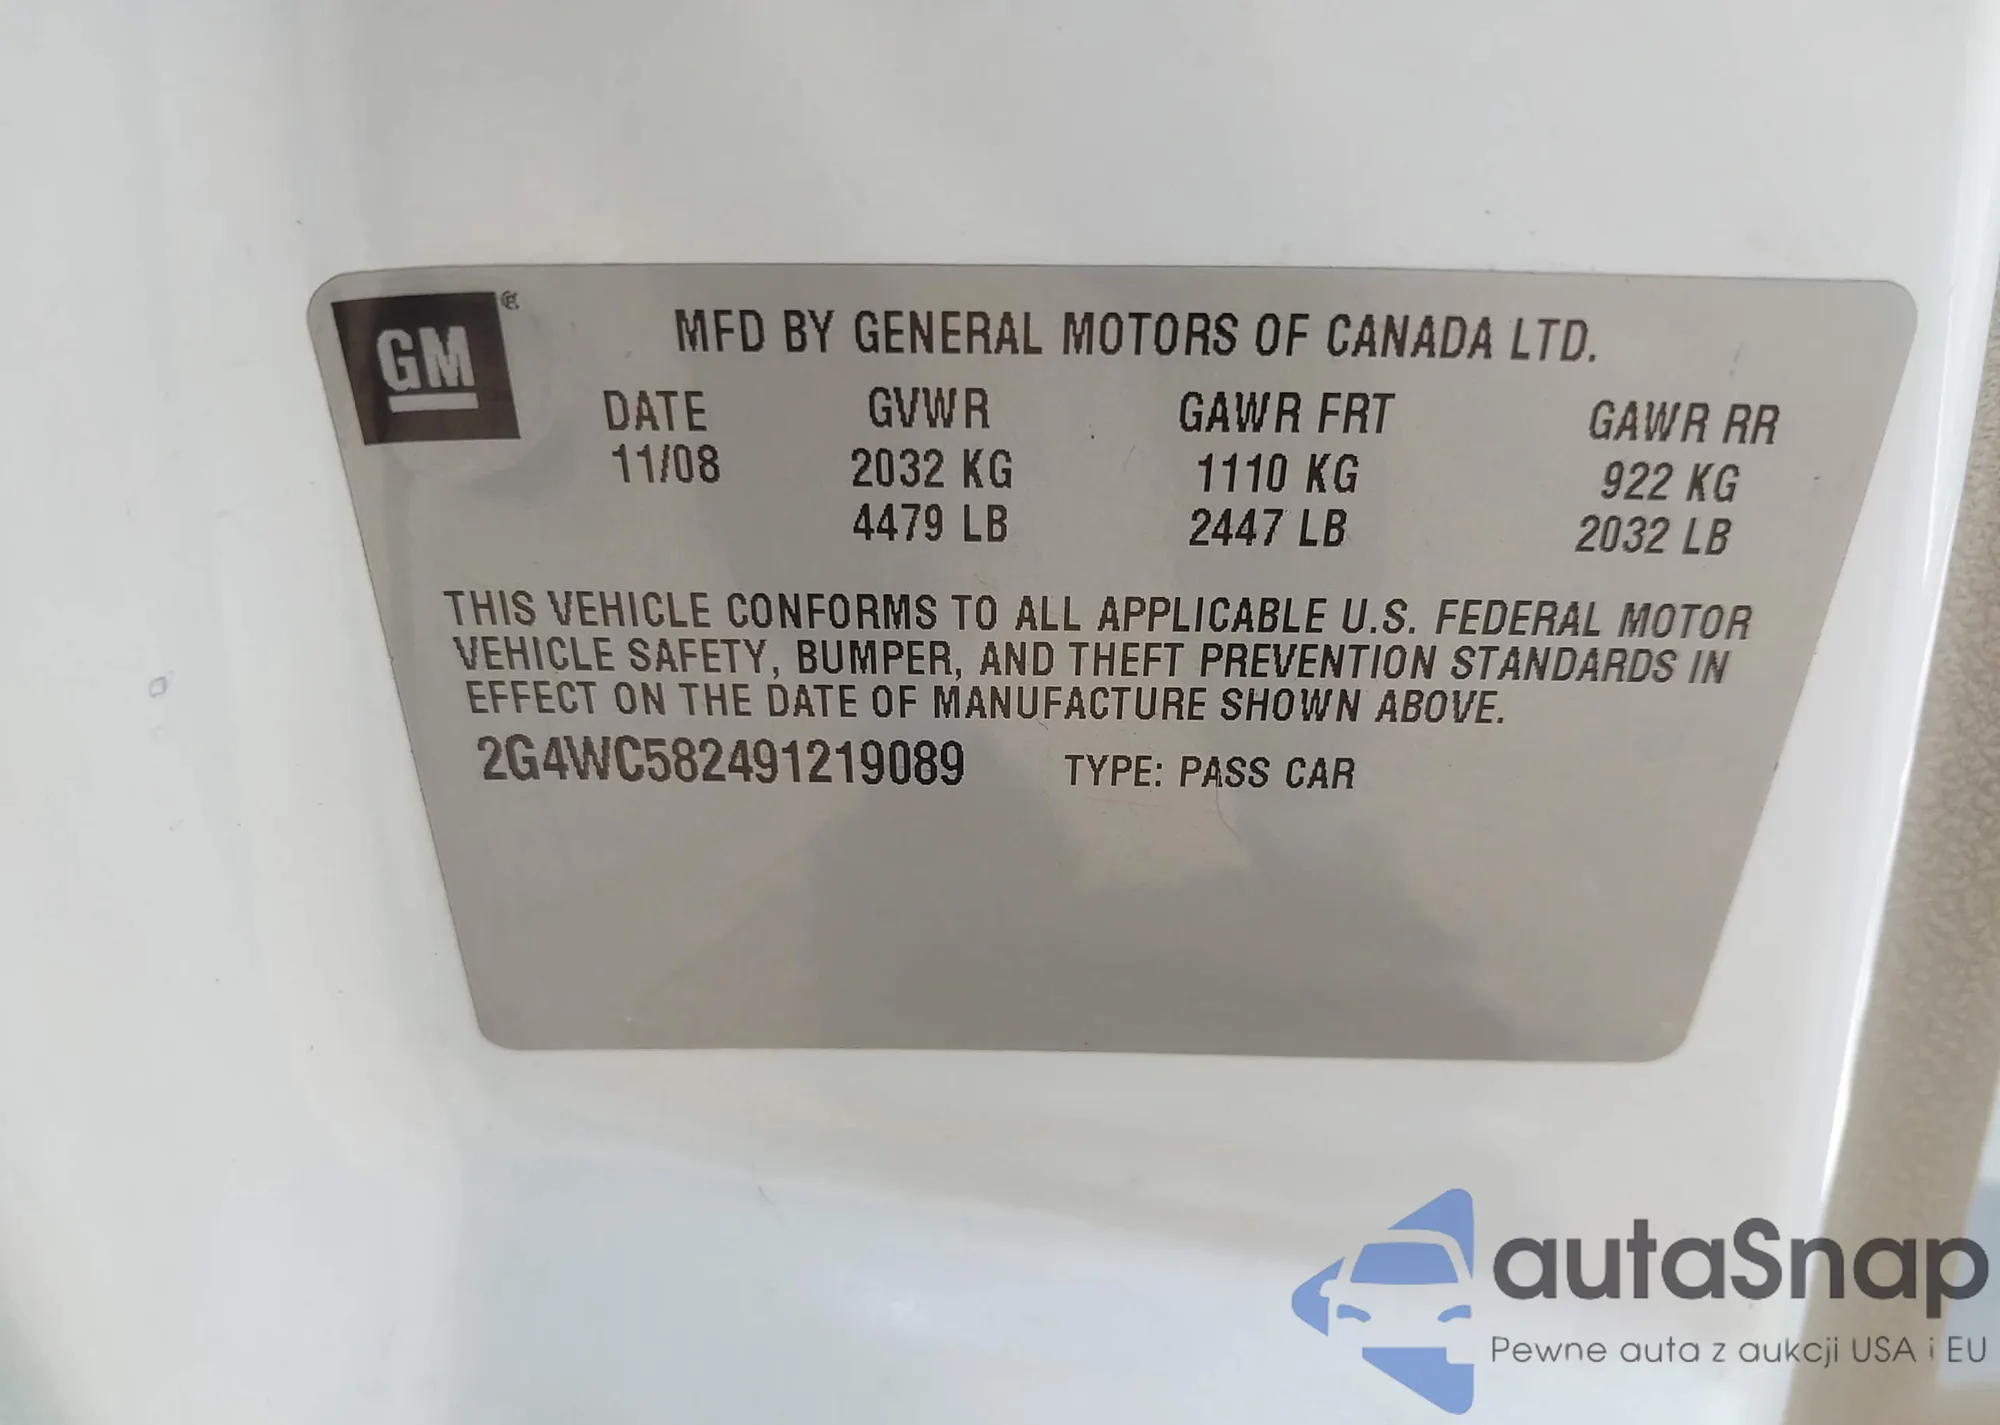 GM®
MFD BY GENERAL MOTORS OF CANADA LTD.
DATE GVWR GAWR FRT GAWR RR
11/08 2032 KG 1110 KG 922 KG
4479 LB 2447 LB 2032 LB
THIS VEHICLE CONFORMS TO ALL APPLICABLE U.S. FEDERAL MOTOR
VEHICLE SAFETY, BUMPER, AND THEFT PREVENTION STANDARDS IN
EFFECT ON THE DATE OF MANUFACTURE SHOWN ABOVE.
2G4WC582491219089 TYPE: PASS CAR
autaSnap
Pewne auta z aukcji USA i EU